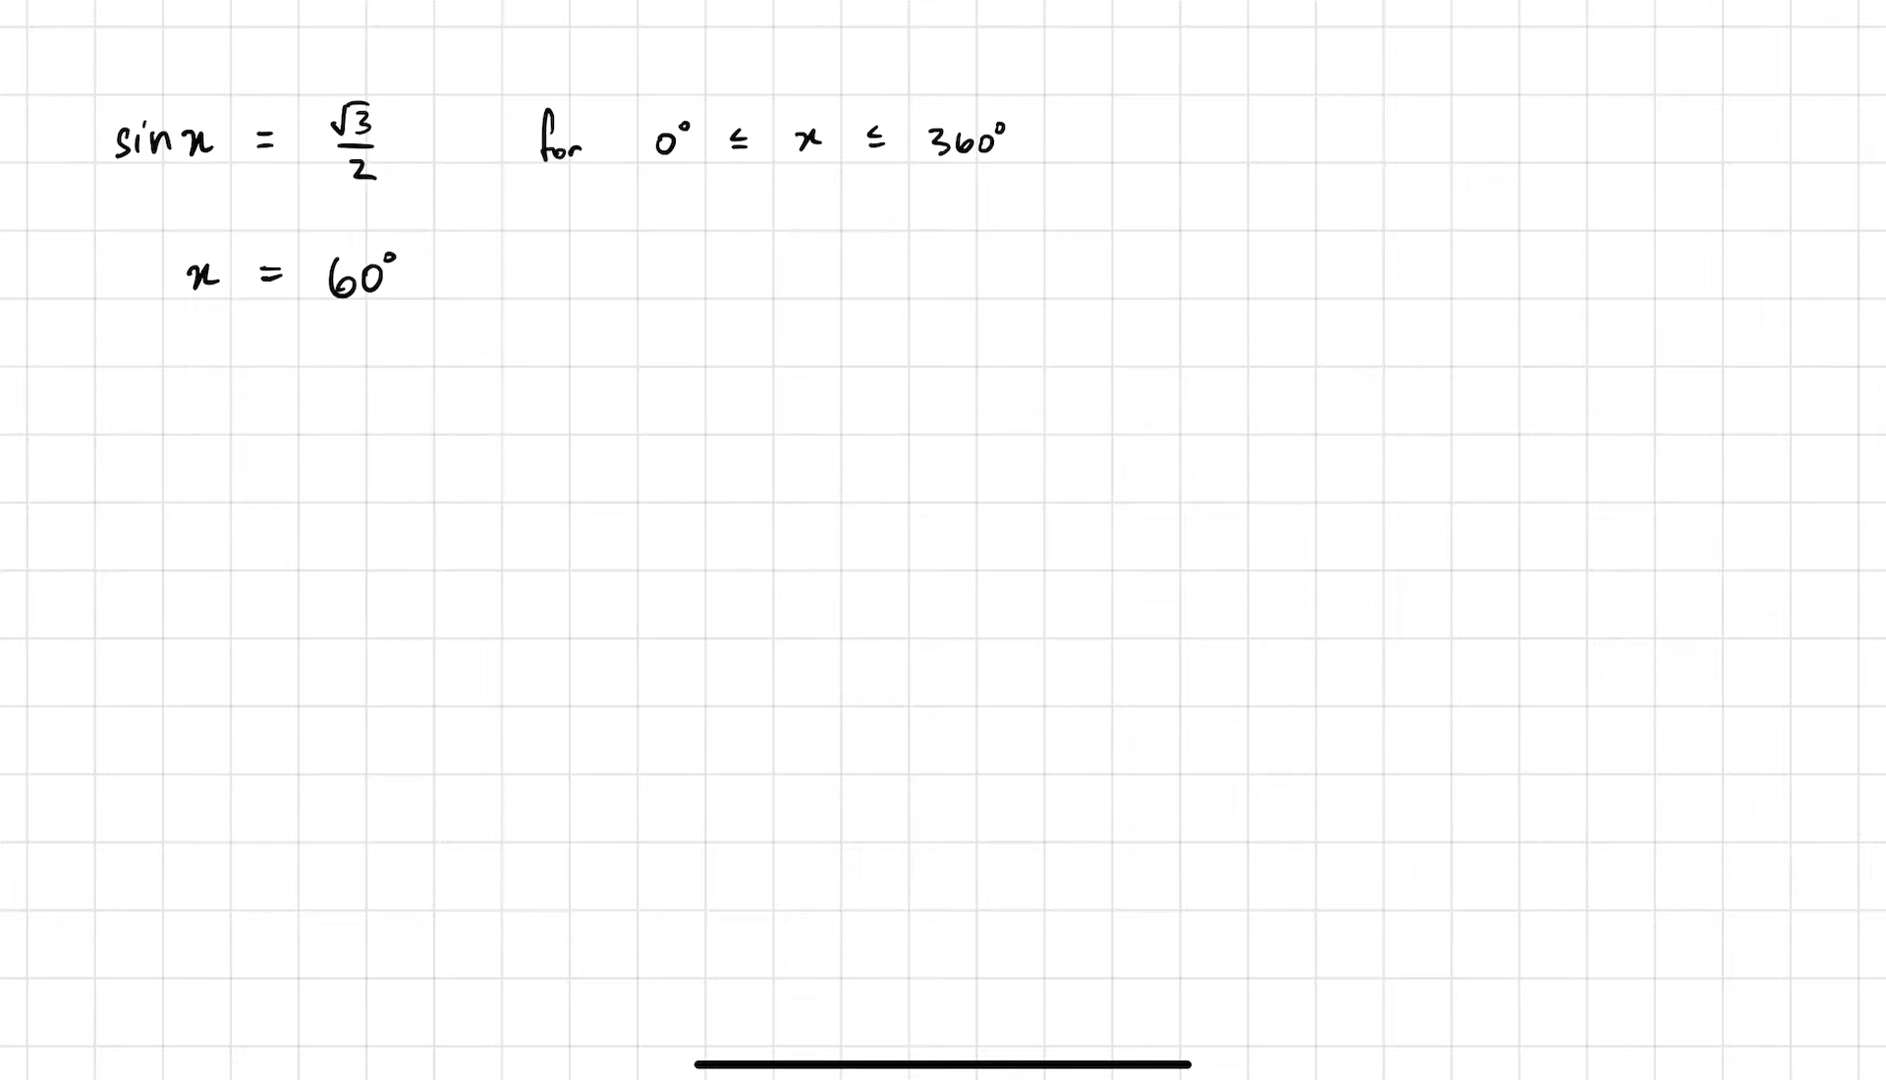 sin x = √3/2 for 0° ≤ x ≤ 360°
x = 60°